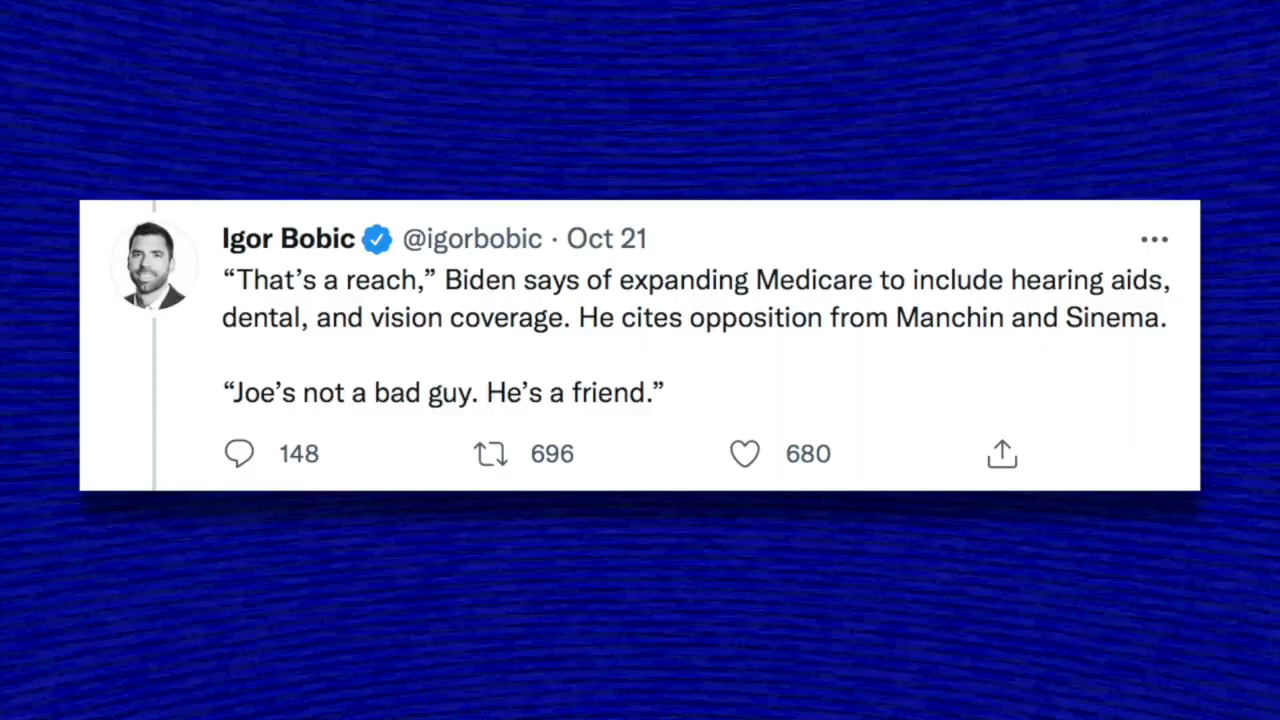 Igor Bobic @igorbobic · Oct 21
“That’s a reach,” Biden says of expanding Medicare to include hearing aids,
dental, and vision coverage. He cites opposition from Manchin and Sinema.
“Joe’s not a bad guy. He’s a friend.”
148 696 680